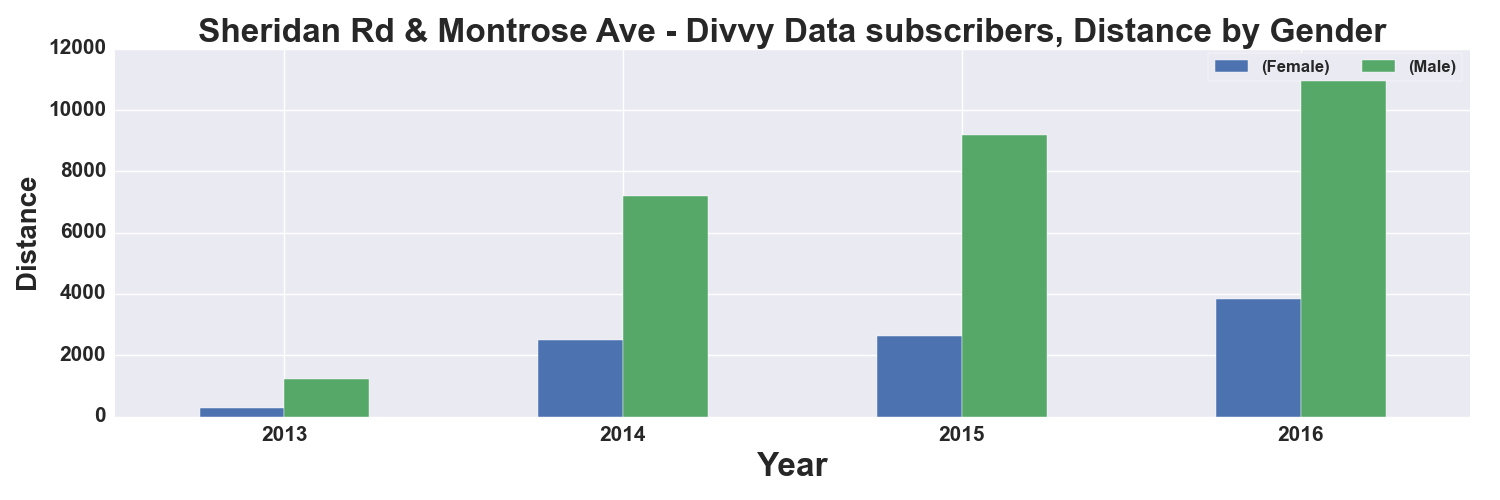 Sheridan Rd & Montrose Ave - Divvy Data subscribers, Distance by Gender
(Female) (Male)
12000
10000
8000
6000
4000
2000
0
Distance
2013 2014 2015 2016
Year